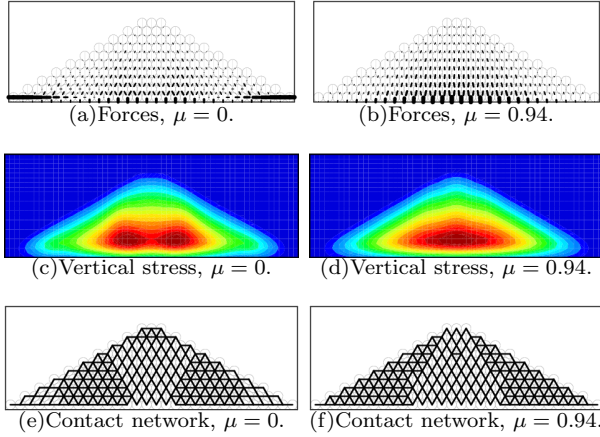 (a)Forces, μ = 0.
(b)Forces, μ = 0.94.
(c)Vertical stress, μ = 0.
(d)Vertical stress, μ = 0.94.
(e)Contact network, μ = 0.
(f)Contact network, μ = 0.94.